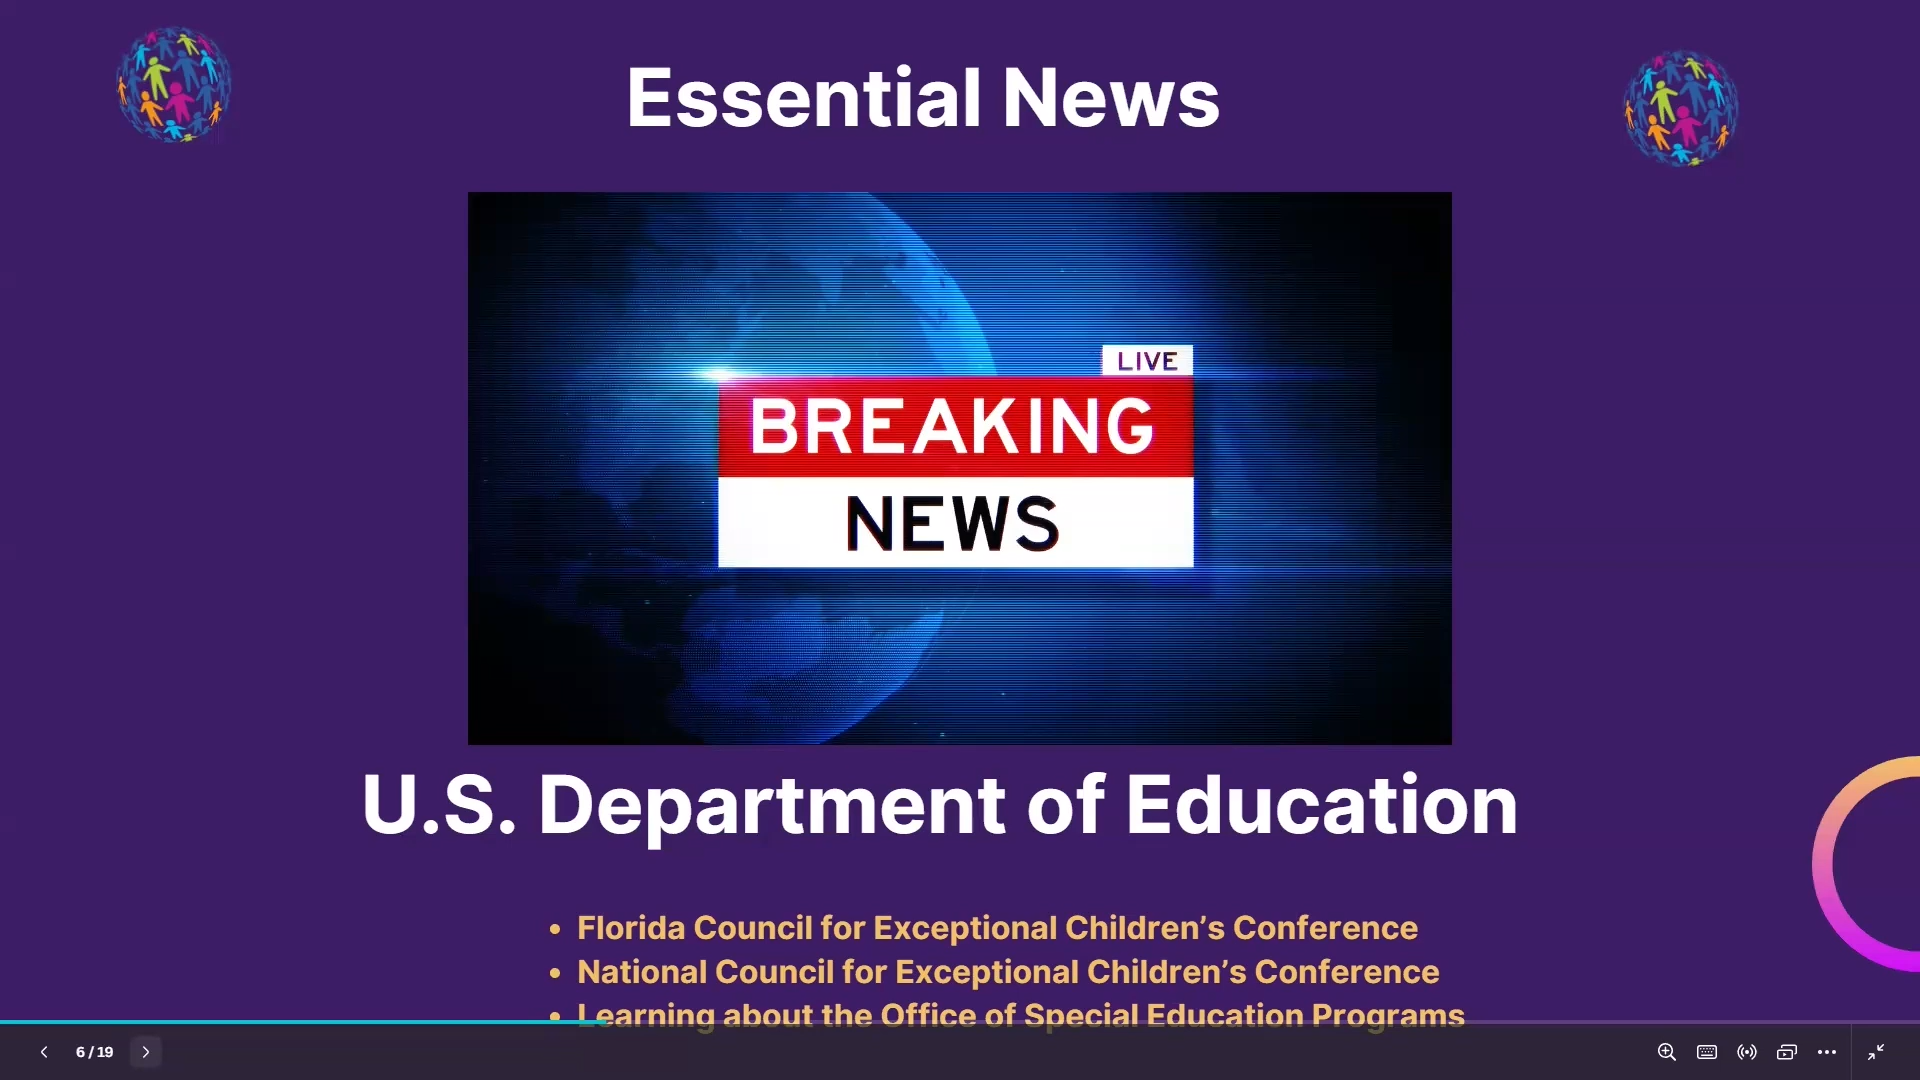 Essential News
LIVE
BREAKING
NEWS
U.S. Department of Education
• Florida Council for Exceptional Children’s Conference
• National Council for Exceptional Children’s Conference
• Learning about the Office of Special Education Programs
6 / 19